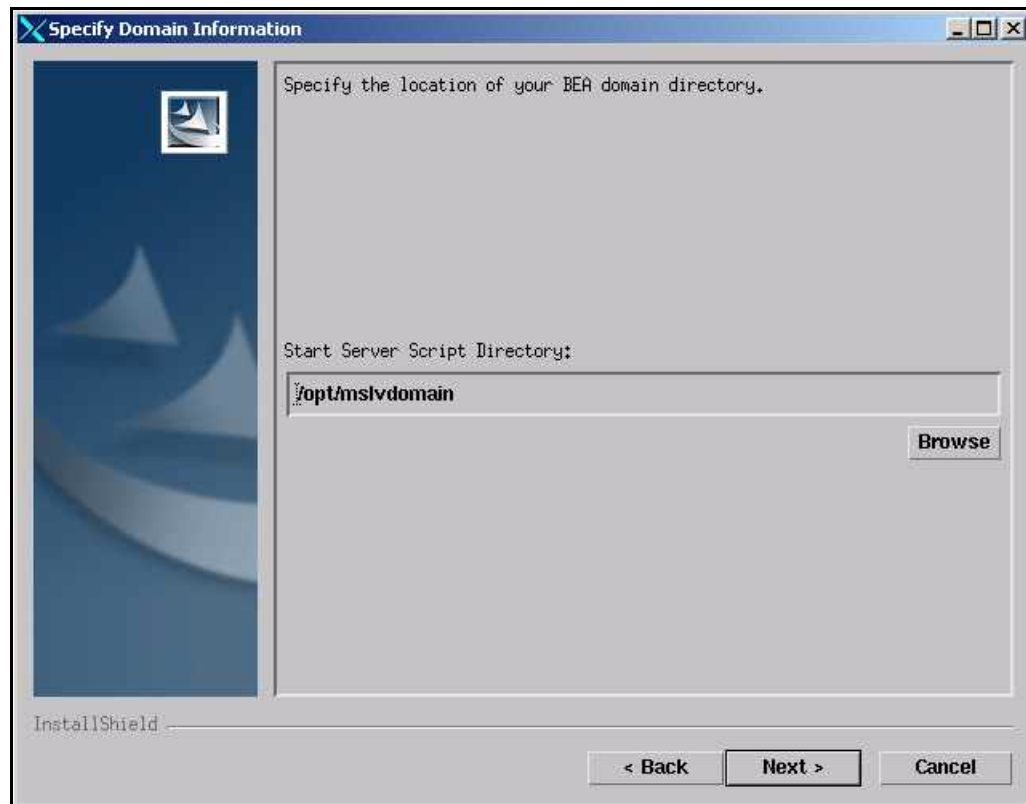 Specify Domain Information
Specify the location of your BEA domain directory.
Start Server Script Directory:
/opt/mslvdomain
Browse
InstallShield
< Back
Next >
Cancel